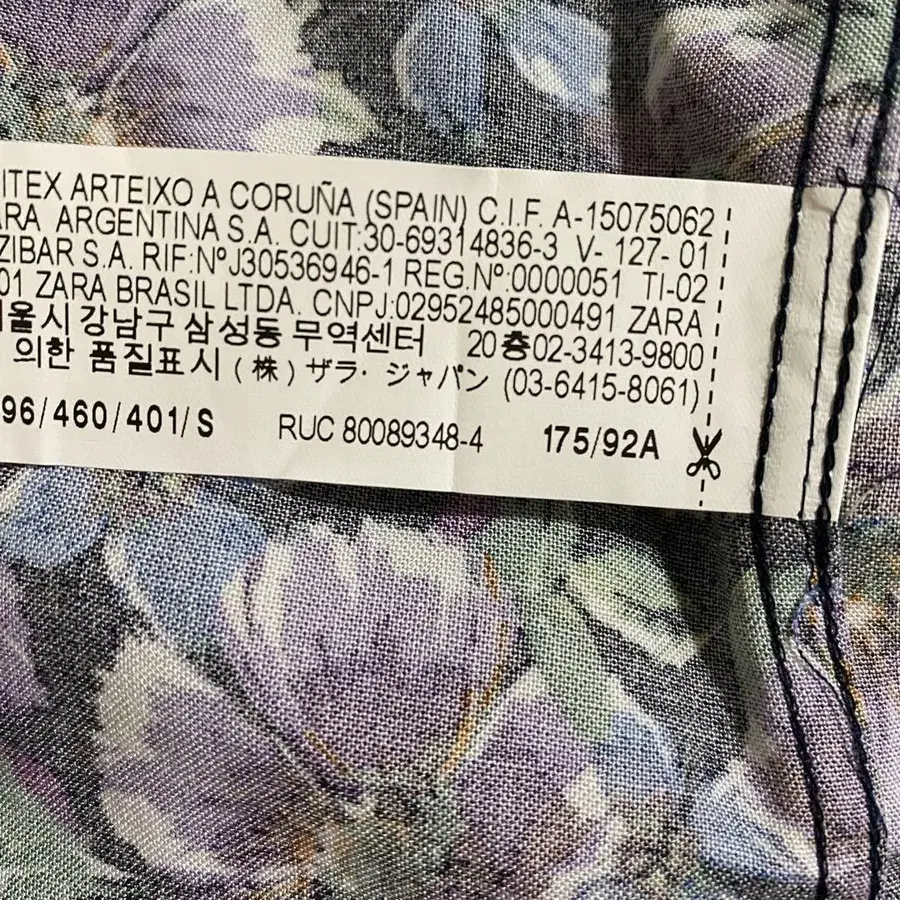 ITEX ARTEIXO A CORUÑA (SPAIN) C.I.F. A-15075062
ARA ARGENTINA S.A. CUIT:30-69314836-3 V- 127- 01
ZIBAR S.A. RIF:NºJ30536946-1 REG.Nº:0000051 TI-02
01 ZARA BRASIL LTDA. CNPJ:02952485000491 ZARA
서울시 강남구 삼성동 무역센터 20층02-3413-9800
의한 품질표시 (株) ザラ・ジャパン (03-6415-8061)
96/460/401/S RUC 80089348-4 175/92A